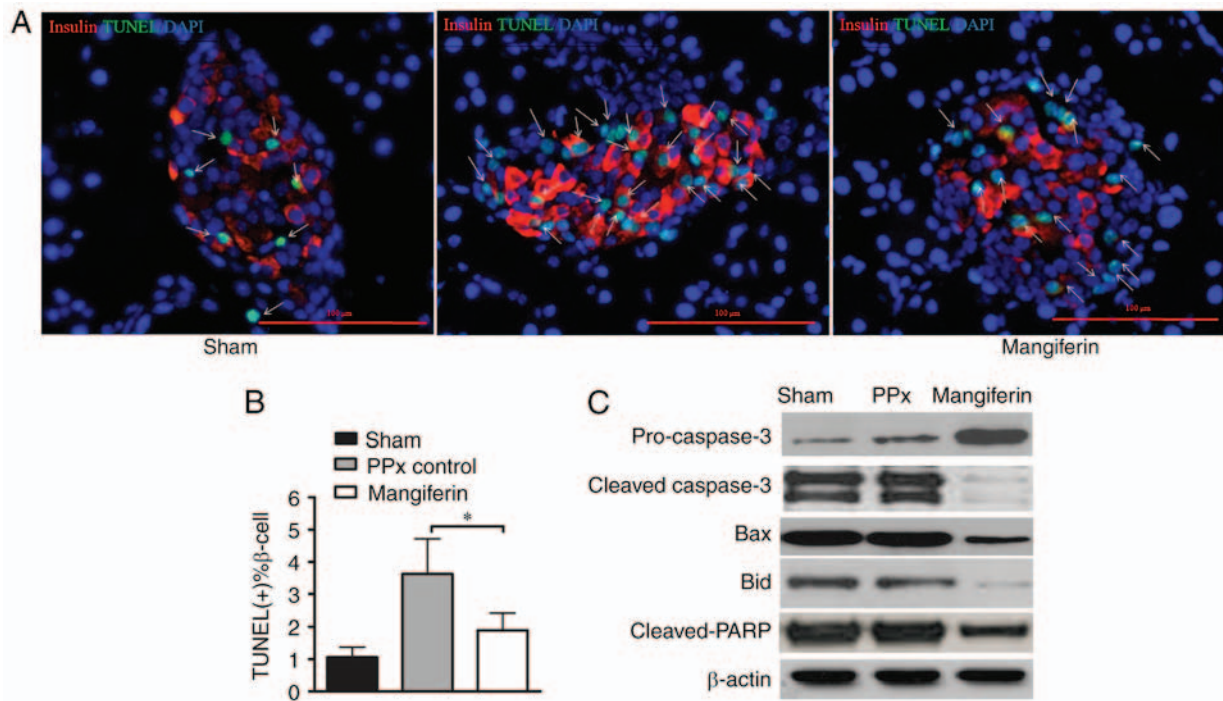 A
Insulin TUNEL DAPI
Insulin TUNEL DAPI
Insulin TUNEL DAPI
100 µm
100 µm
100 µm
Sham
Mangiferin
B
Sham
PPx control
Mangiferin
TUNEL(+)%β-cell
6
5
4
3
2
1
0
*
C
Sham PPx Mangiferin
Pro-caspase-3
Cleaved caspase-3
Bax
Bid
Cleaved-PARP
β-actin